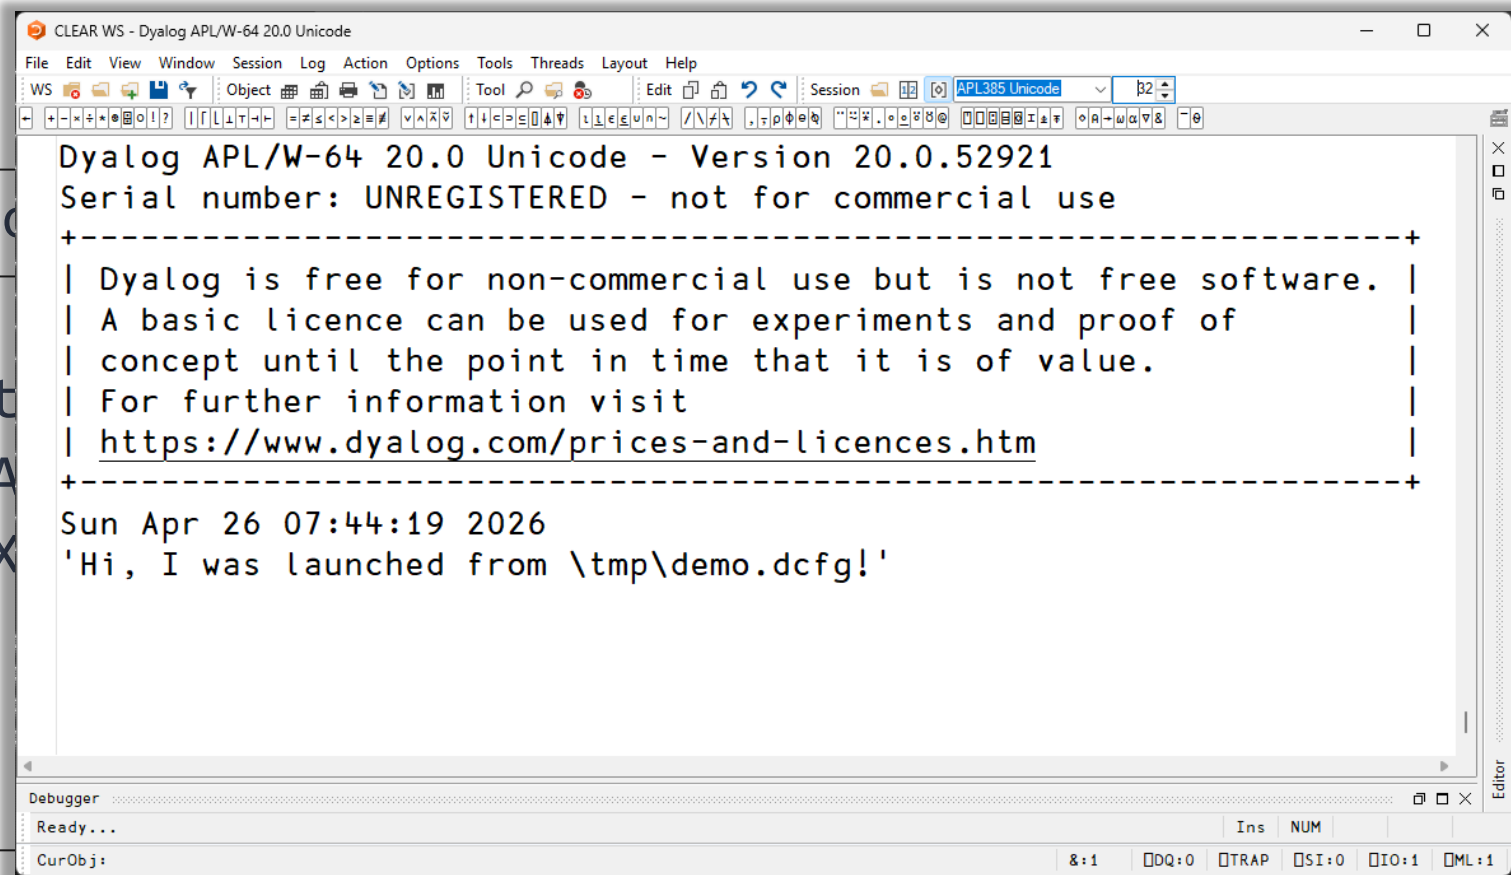 CLEAR WS - Dyalog APL/W-64 20.0 Unicode
File Edit View Window Session Log Action Options Tools Threads Layout Help
WS Object Tool Edit Session APL385 Unicode 32
Dyalog APL/W-64 20.0 Unicode - Version 20.0.52921
Serial number: UNREGISTERED - not for commercial use
+------------------------------------------------------------------+
| Dyalog is free for non-commercial use but is not free software. |
| A basic licence can be used for experiments and proof of |
| concept until the point in time that it is of value. |
| For further information visit |
| https://www.dyalog.com/prices-and-licences.htm |
+------------------------------------------------------------------+
Sun Apr 26 07:44:19 2026
'Hi, I was launched from \tmp\demo.dcfg!'
Editor
Debugger
Ready... Ins NUM
CurObj: &:1 ⎕DQ:0 ⎕TRAP ⎕SI:0 ⎕IO:1 ⎕ML:1